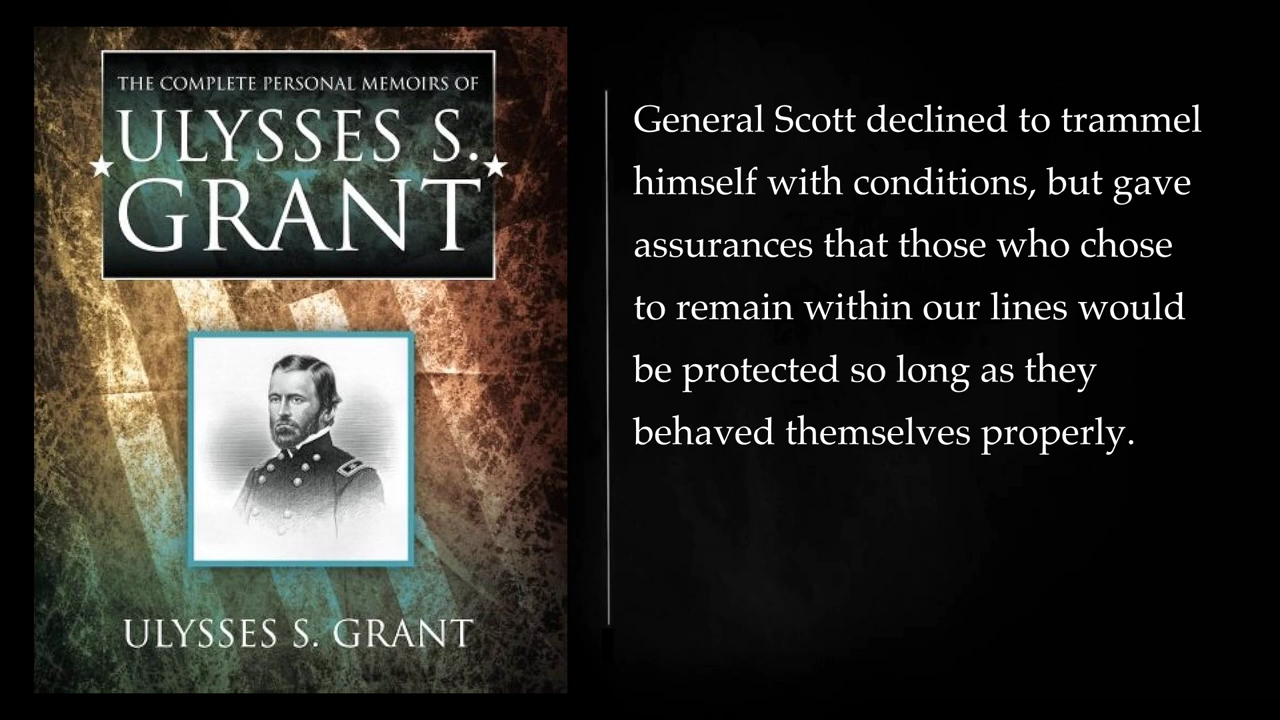 THE COMPLETE PERSONAL MEMOIRS OF
ULYSSES S.
GRANT
ULYSSES S. GRANT
General Scott declined to trammel
himself with conditions, but gave
assurances that those who chose
to remain within our lines would
be protected so long as they
behaved themselves properly.